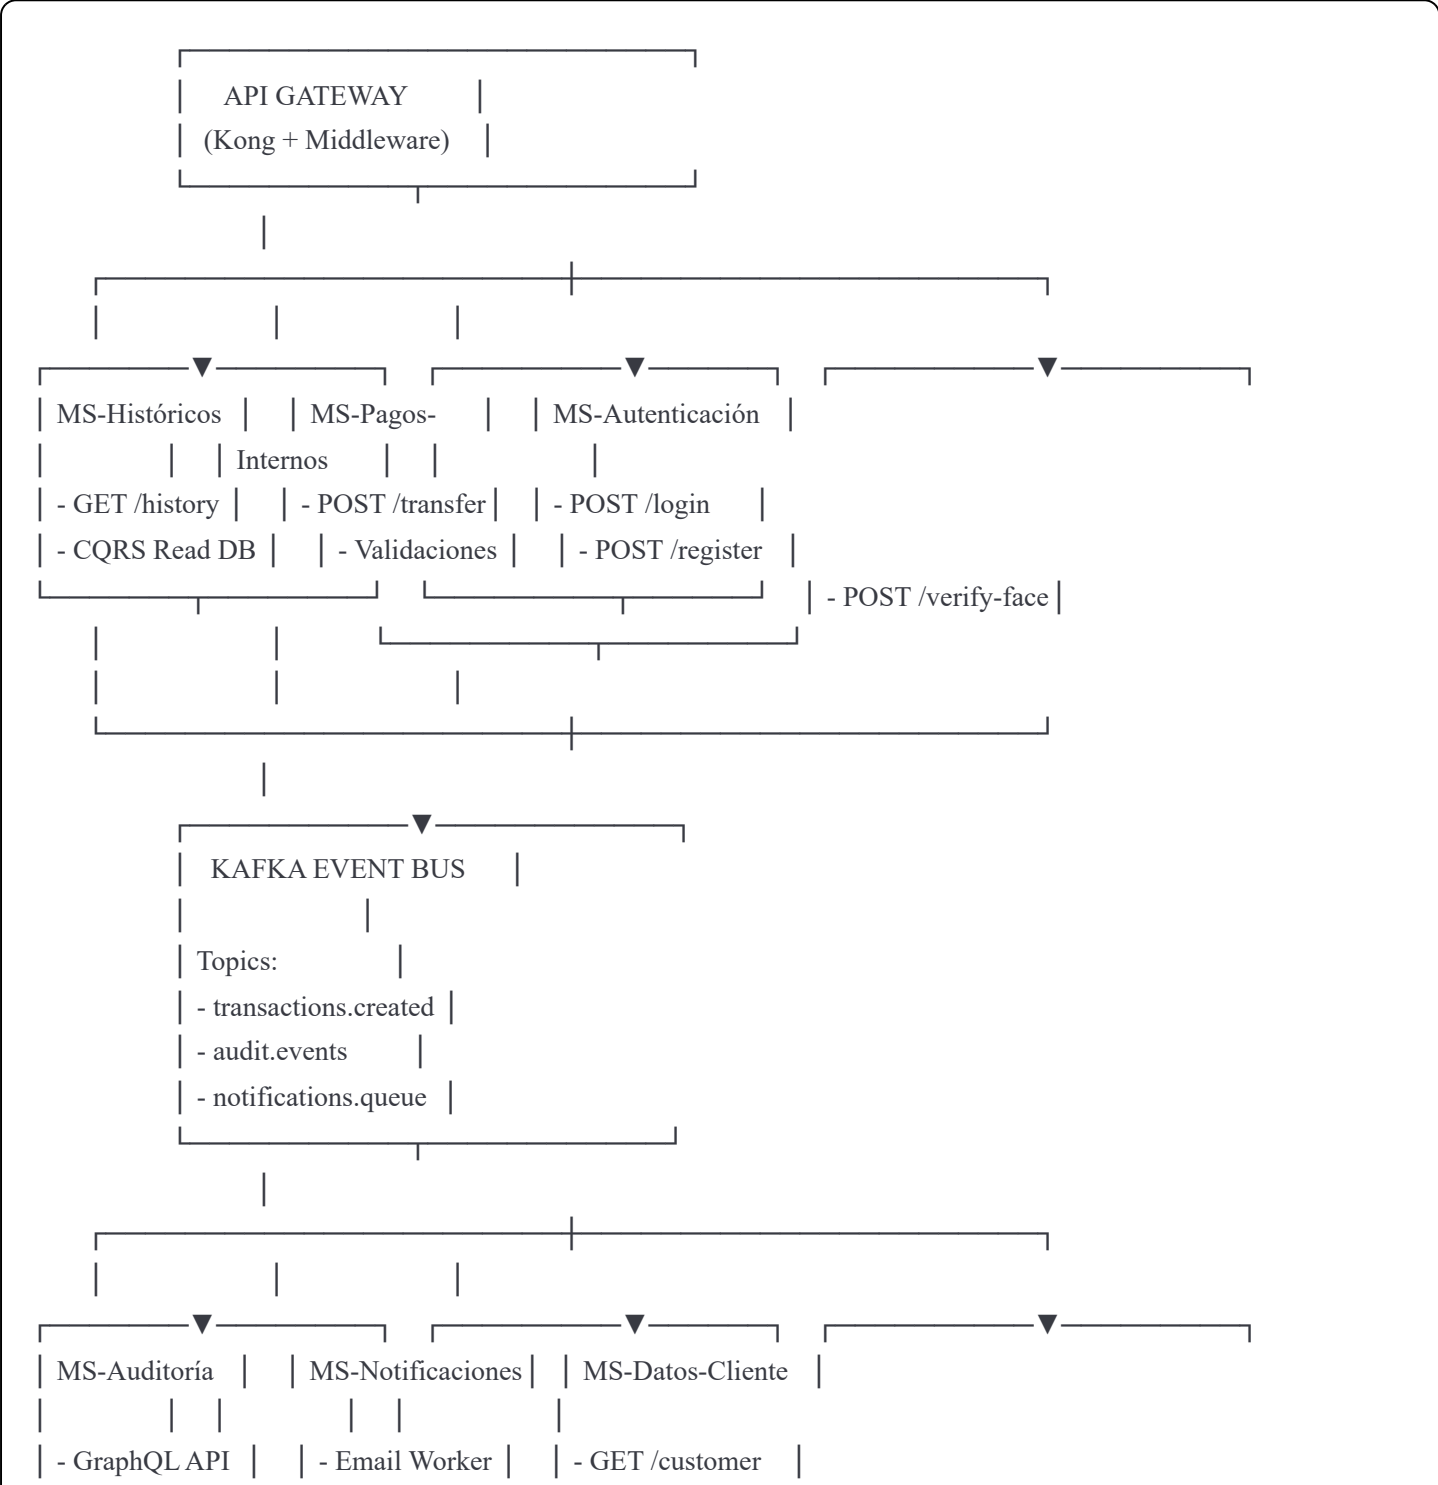 API GATEWAY
(Kong + Middleware)
MS-Históricos MS-Pagos- MS-Autenticación
Internos
- GET /history - POST /transfer - POST /login
- CQRS Read DB - Validaciones - POST /register
- POST /verify-face
KAFKA EVENT BUS
Topics:
- transactions.created
- audit.events
- notifications.queue
MS-Auditoría MS-Notificaciones MS-Datos-Cliente
- GraphQL API - Email Worker - GET /customer